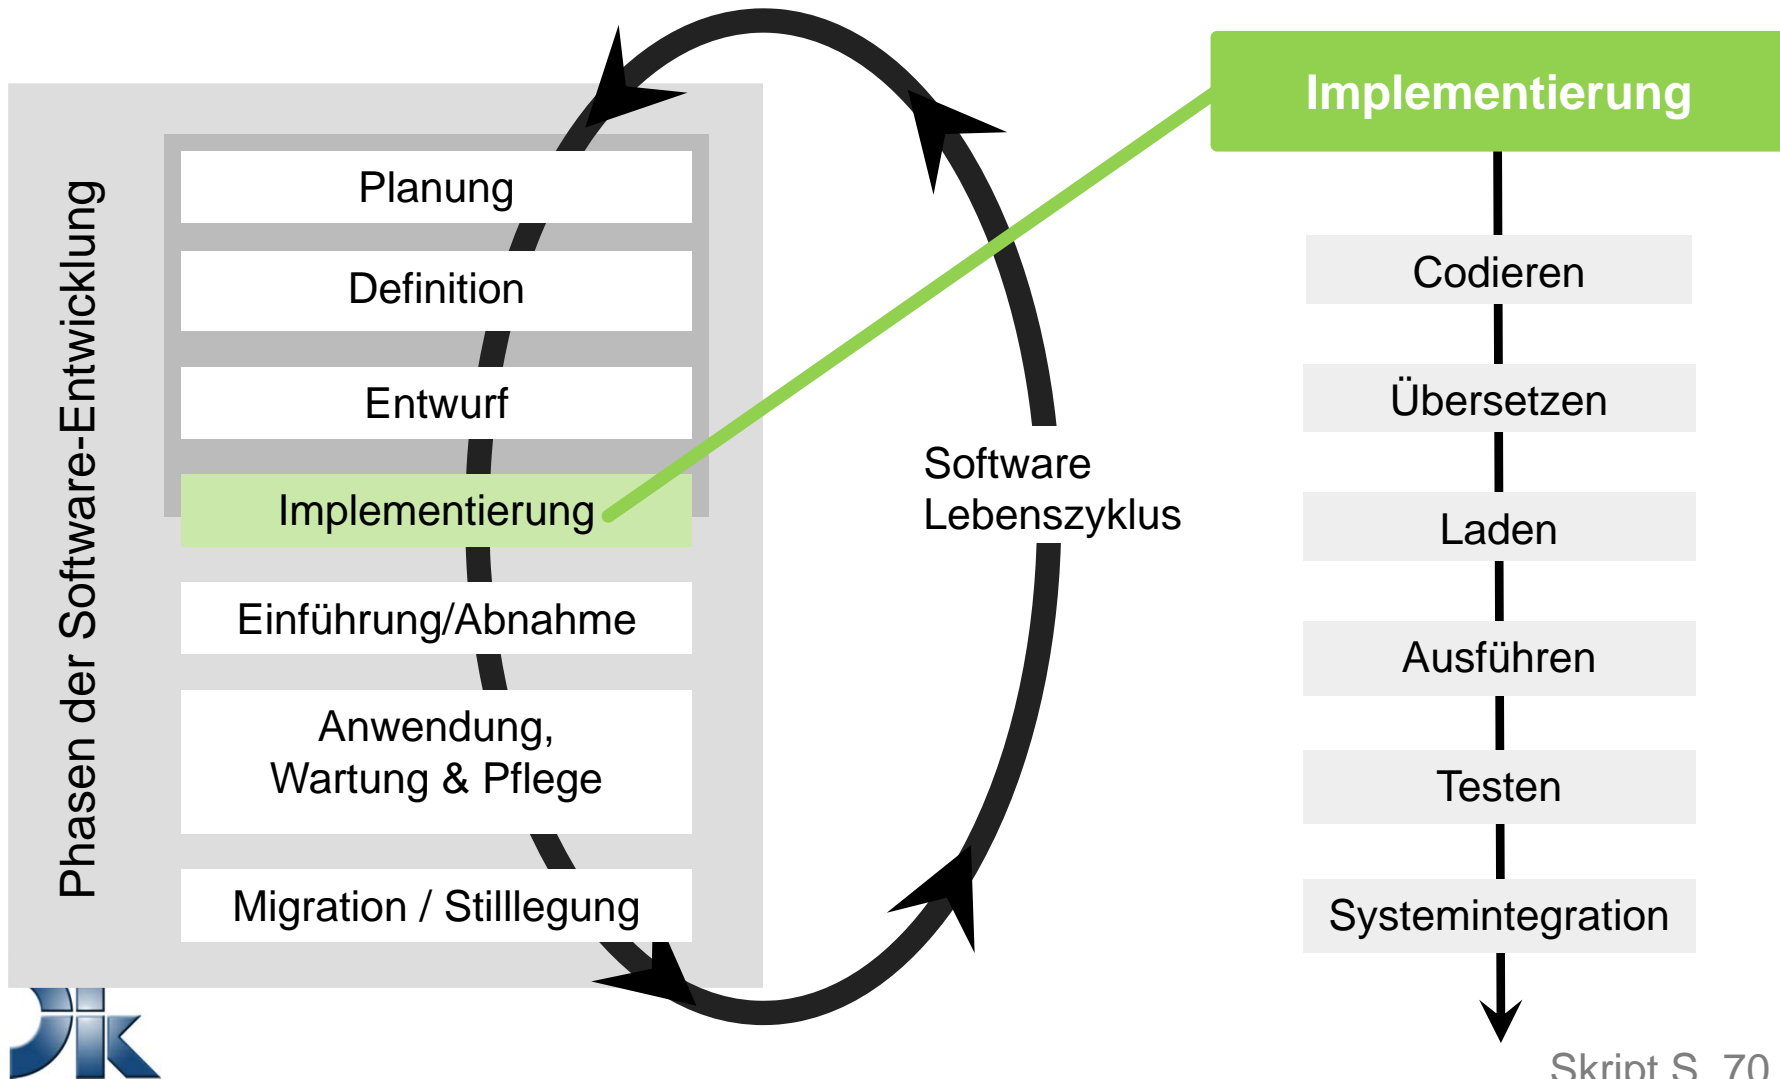 Phasen der Software-Entwicklung
Planung
Definition
Entwurf
Implementierung
Einführung/Abnahme
Anwendung,
Wartung & Pflege
Migration / Stilllegung
Software
Lebenszyklus
Implementierung
Codieren
Übersetzen
Laden
Ausführen
Testen
Systemintegration
Skript S. 70